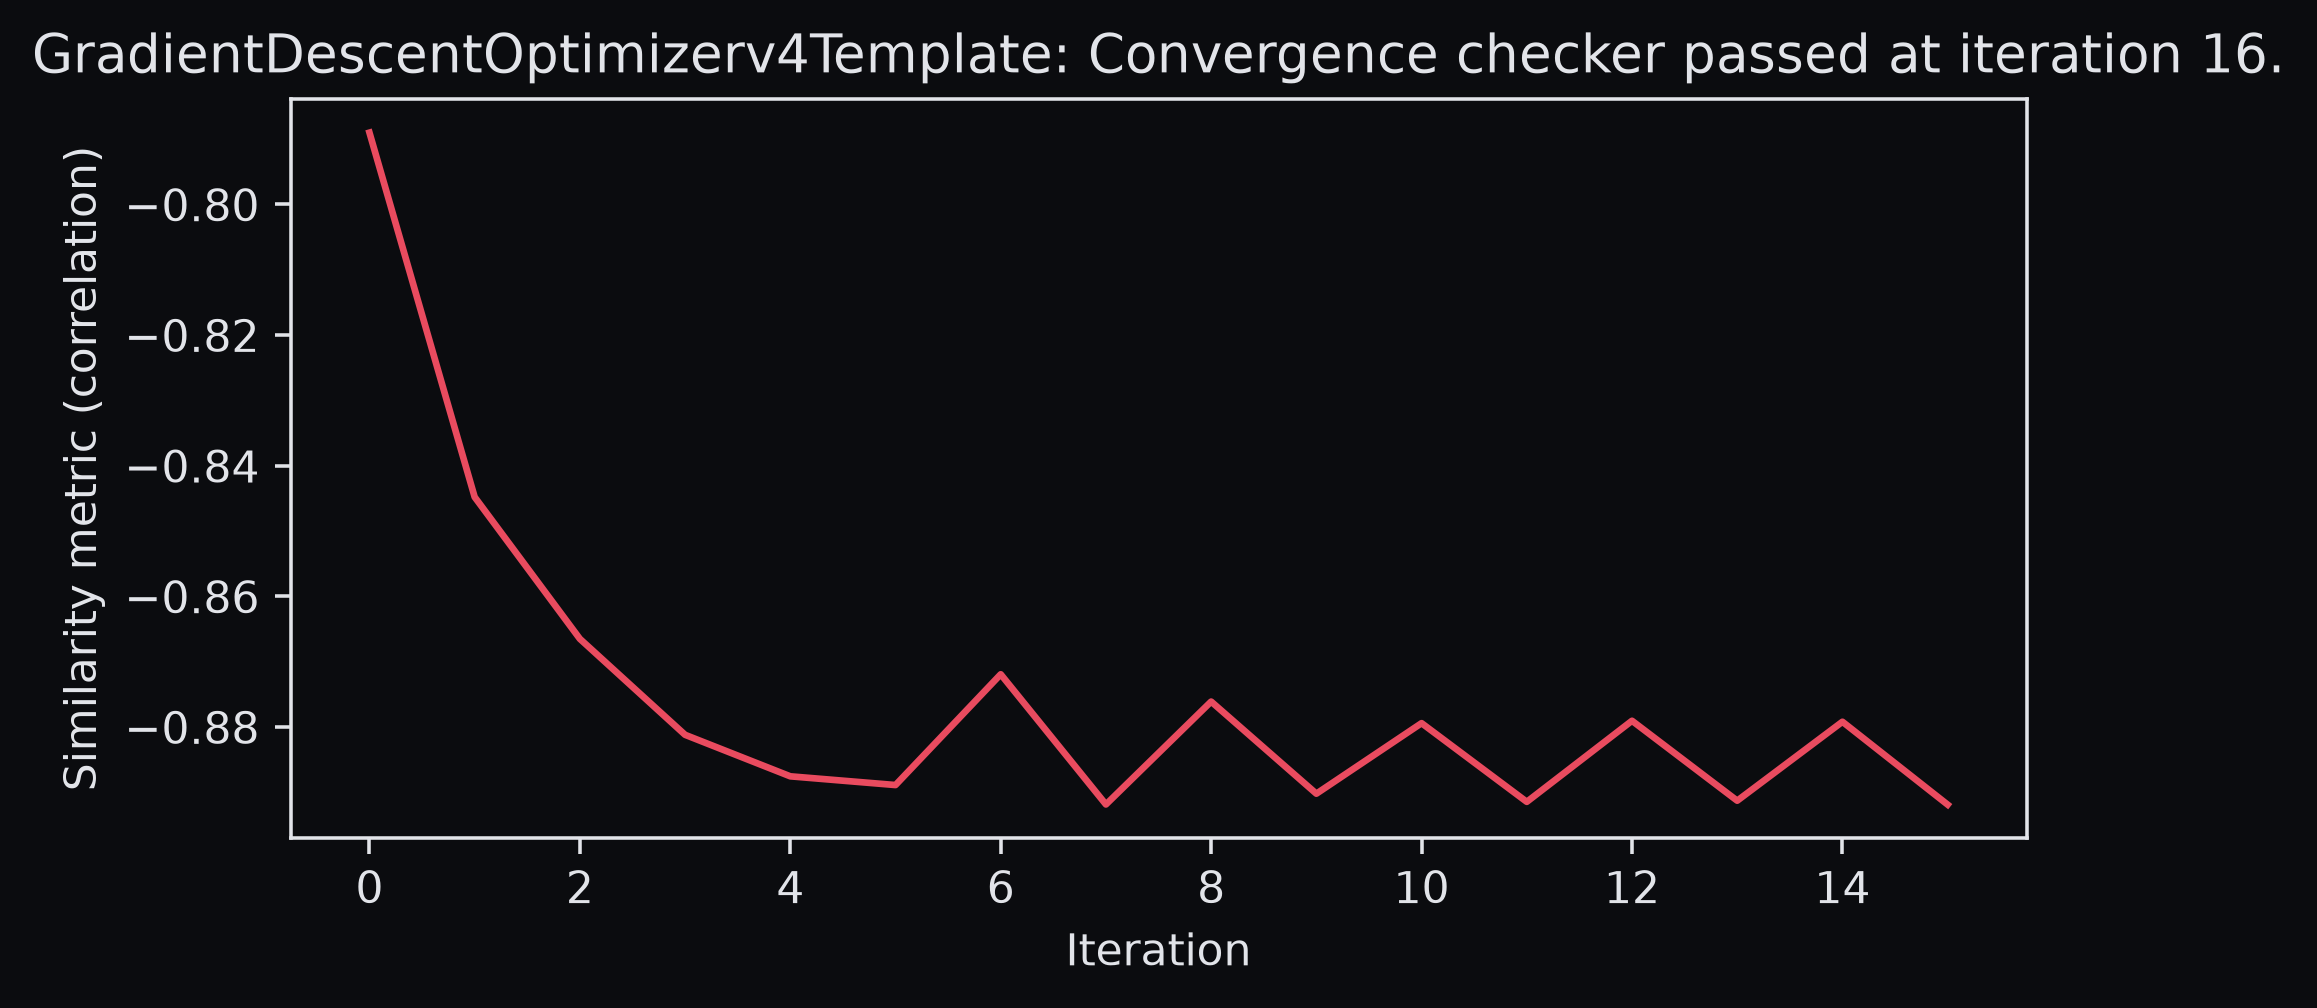 GradientDescentOptimizerv4Template: Convergence checker passed at iteration 16.
Similarity metric (correlation)
−0.80
−0.82
−0.84
−0.86
−0.88
0 2 4 6 8 10 12 14
Iteration